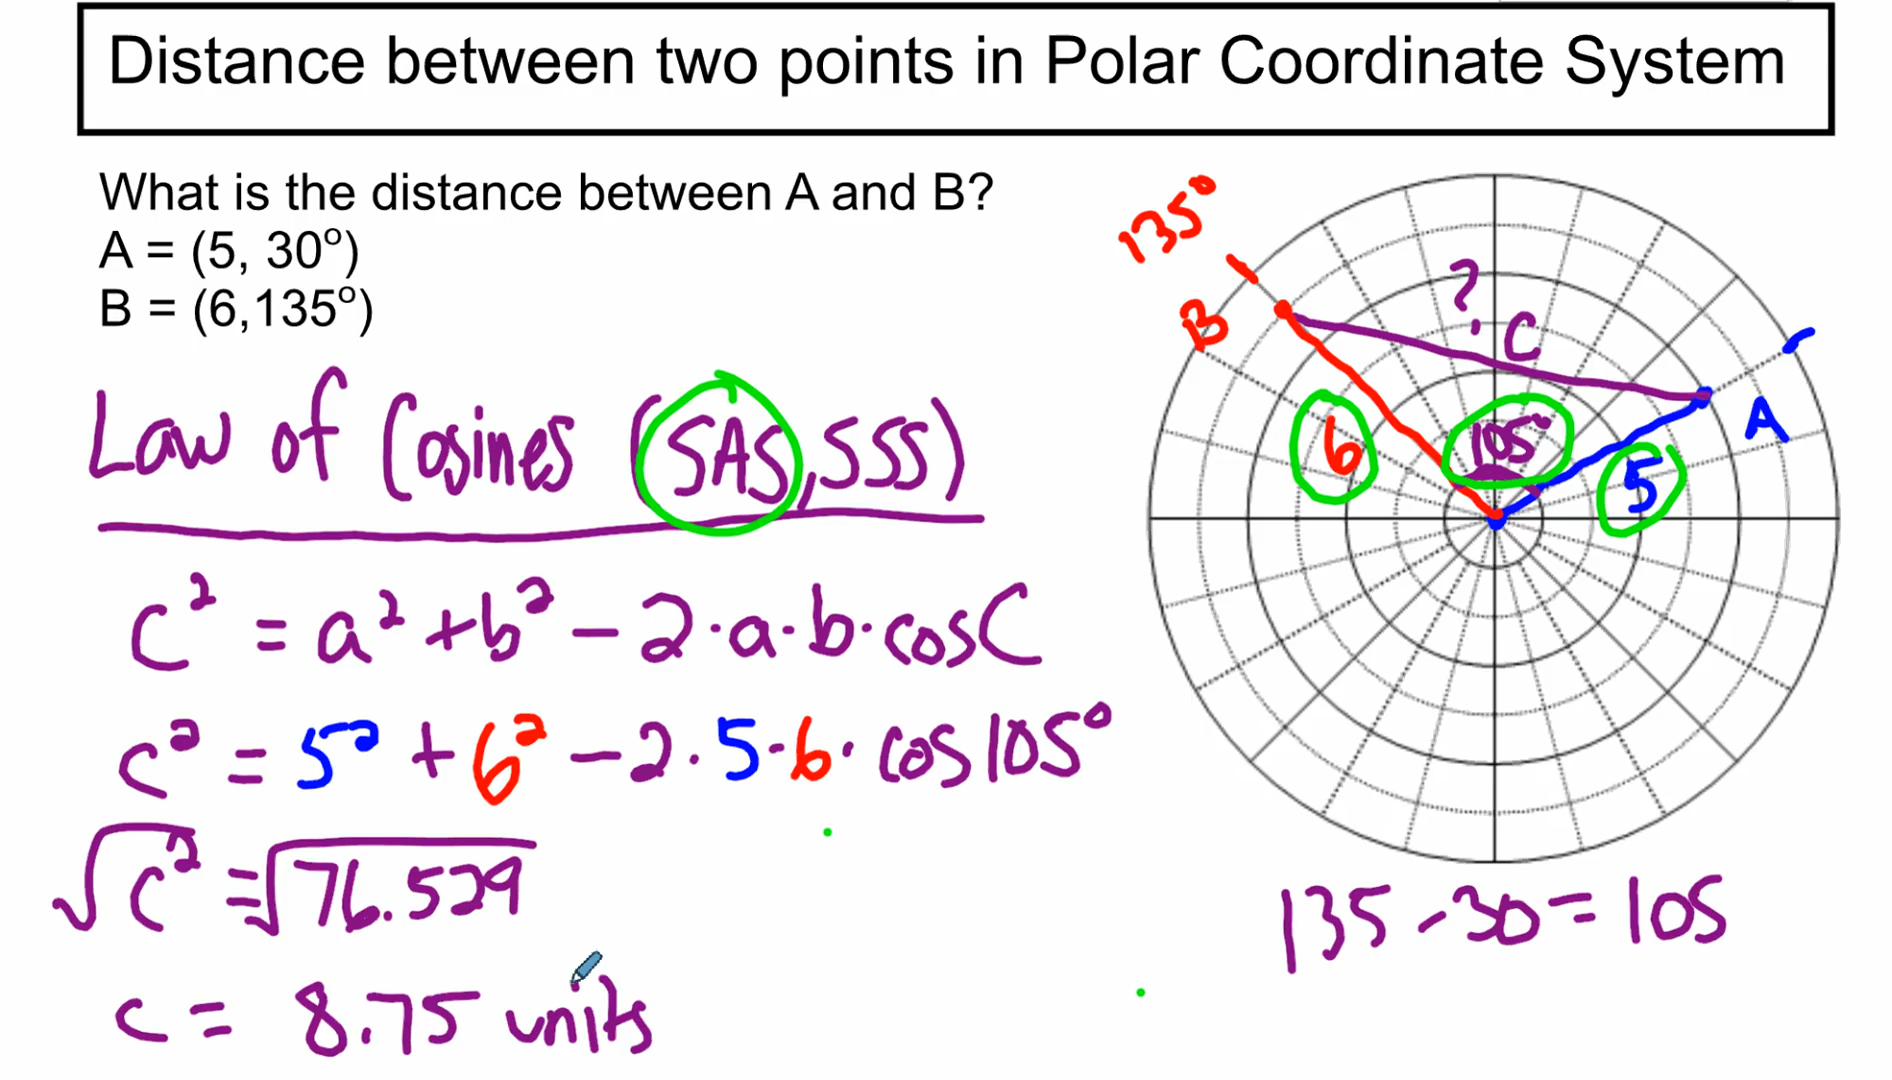 Distance between two points in Polar Coordinate System
What is the distance between A and B?
A = (5, 30°)
B = (6,135°)
Law of Cosines (SAS, SSS)
c² = a² + b² - 2·a·b·cosC
c² = 5² + 6² - 2·5·6·cos105°
√c² = √76.529
c = 8.75 units
135°
B
?
C
A
6
105°
5
135 - 30 = 105